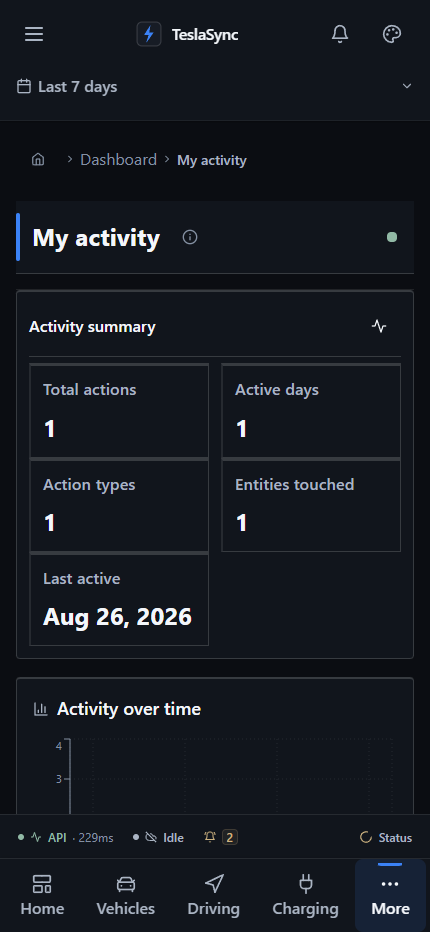 TeslaSync
Last 7 days
Dashboard My activity
My activity
Activity summary
Total actions
1
Active days
1
Action types
1
Entities touched
1
Last active
Aug 26, 2026
Activity over time
4
3
API · 229ms Idle 2 Status
Home Vehicles Driving Charging More